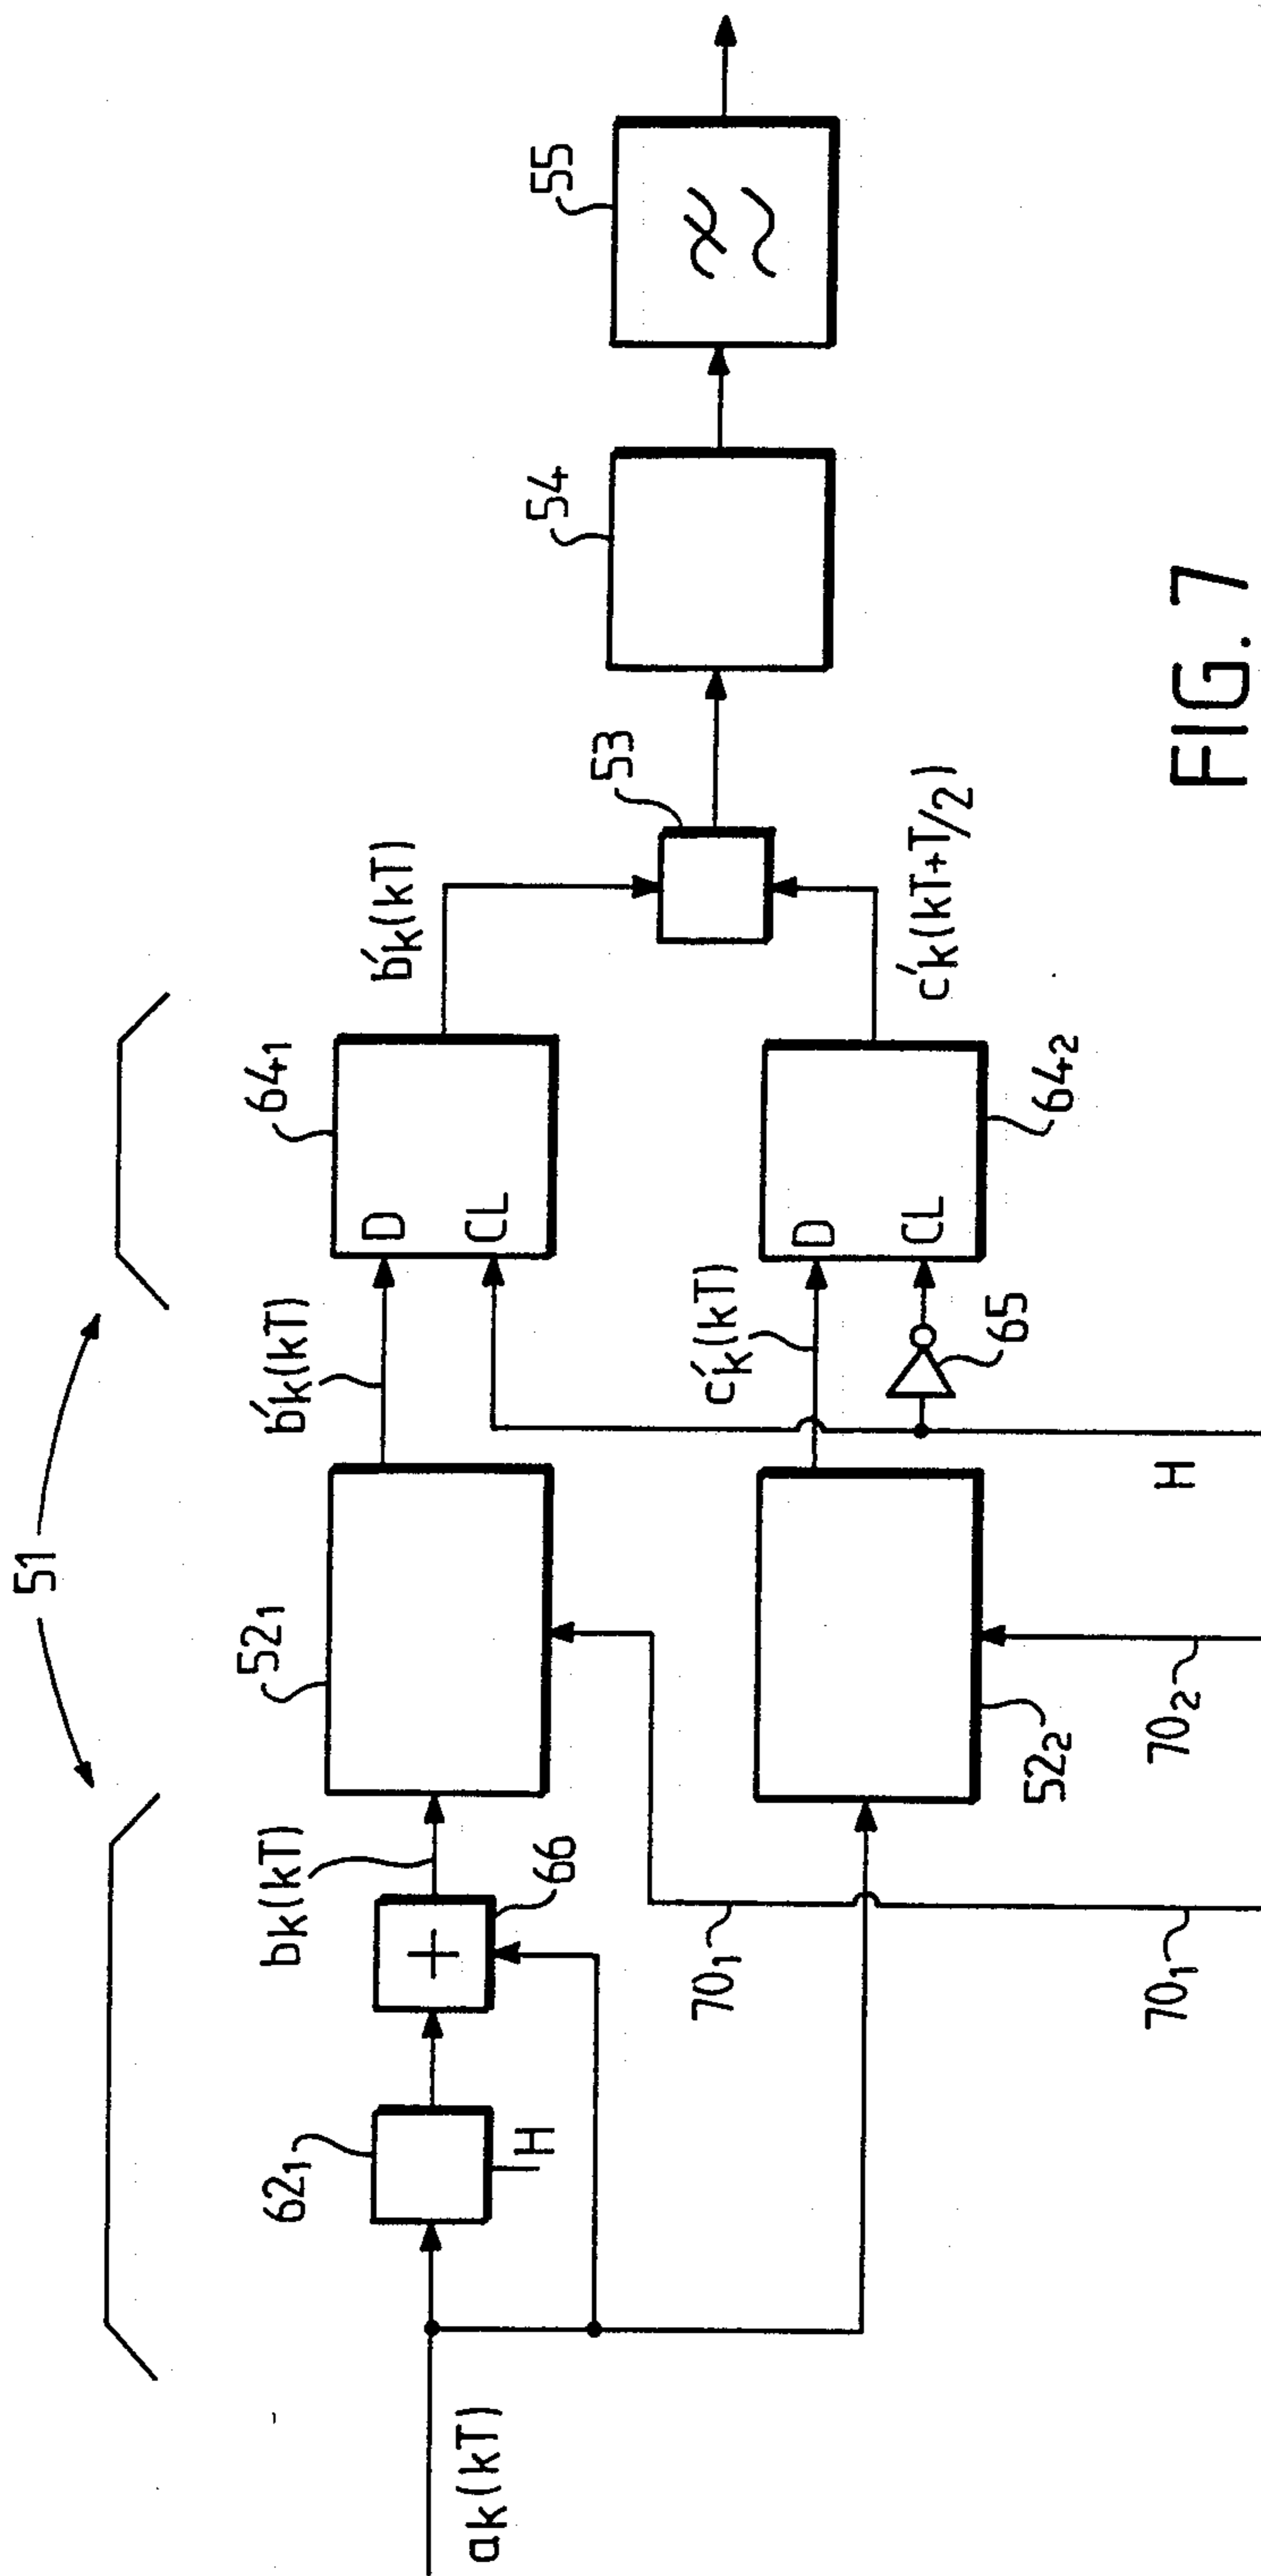 51
64₁
b'k(kT)
b'k(kT)
D
CL
52₁
bk(kT)
66
62₁
H
ak(kT)
53
54
55
c'k(kT+T/2)
64₂
D
CL
c'k(kT)
65
H
52₂
70₁
70₂
70₁
+
FIG. 7